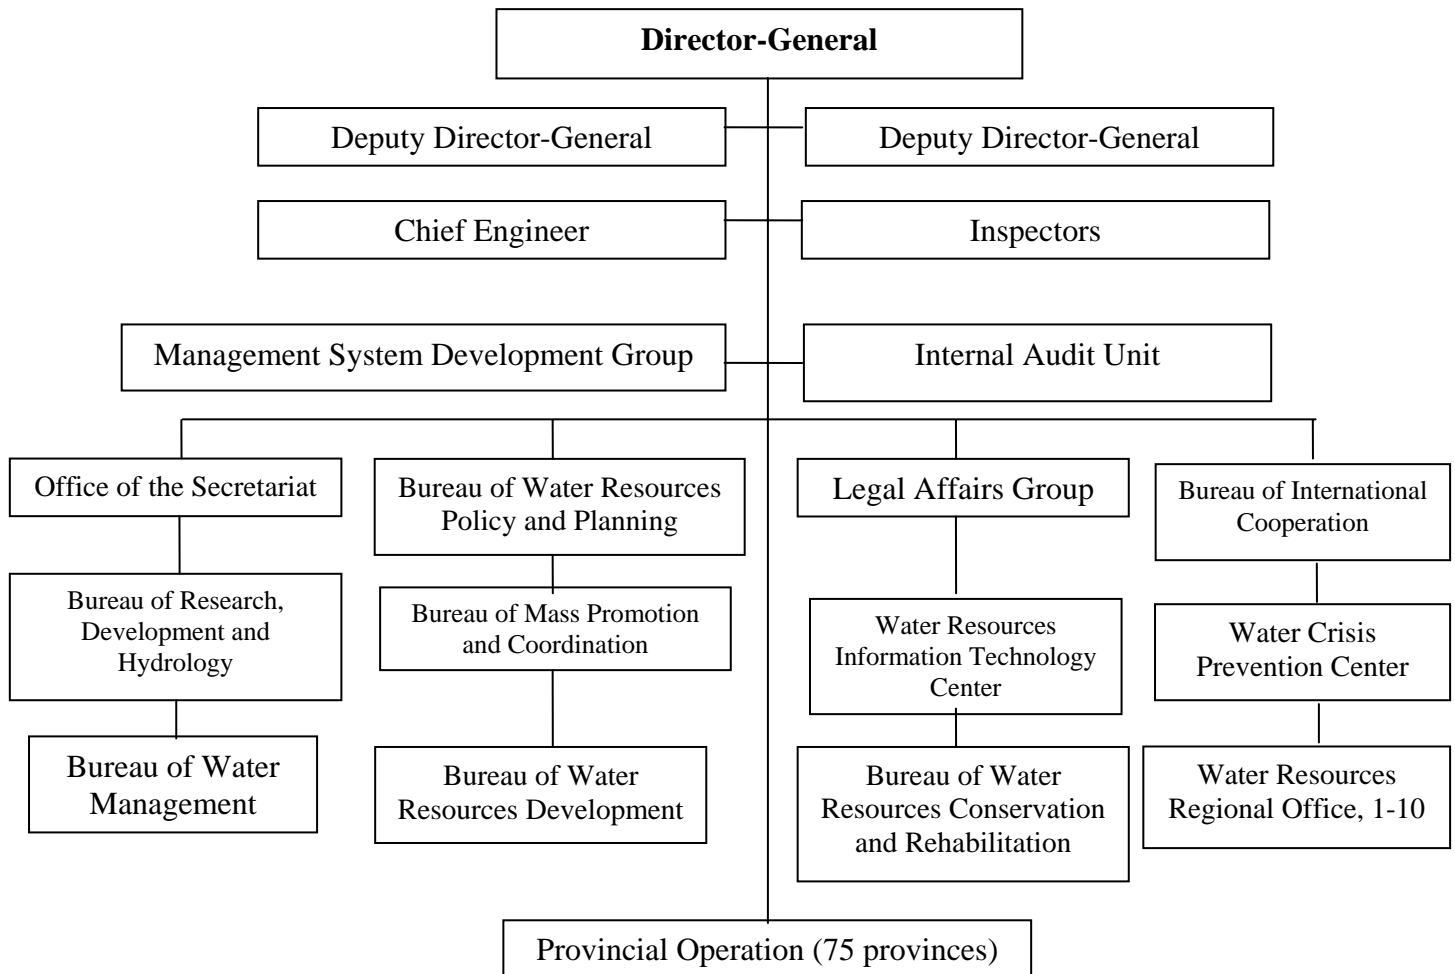 Director-General
Deputy Director-General
Deputy Director-General
Chief Engineer
Inspectors
Management System Development Group
Internal Audit Unit
Office of the Secretariat
Bureau of Water Resources
Policy and Planning
Legal Affairs Group
Bureau of International
Cooperation
Bureau of Research,
Development and
Hydrology
Bureau of Mass Promotion
and Coordination
Water Resources
Information Technology
Center
Water Crisis
Prevention Center
Bureau of Water
Management
Bureau of Water
Resources Development
Bureau of Water
Resources Conservation
and Rehabilitation
Water Resources
Regional Office, 1-10
Provincial Operation (75 provinces)